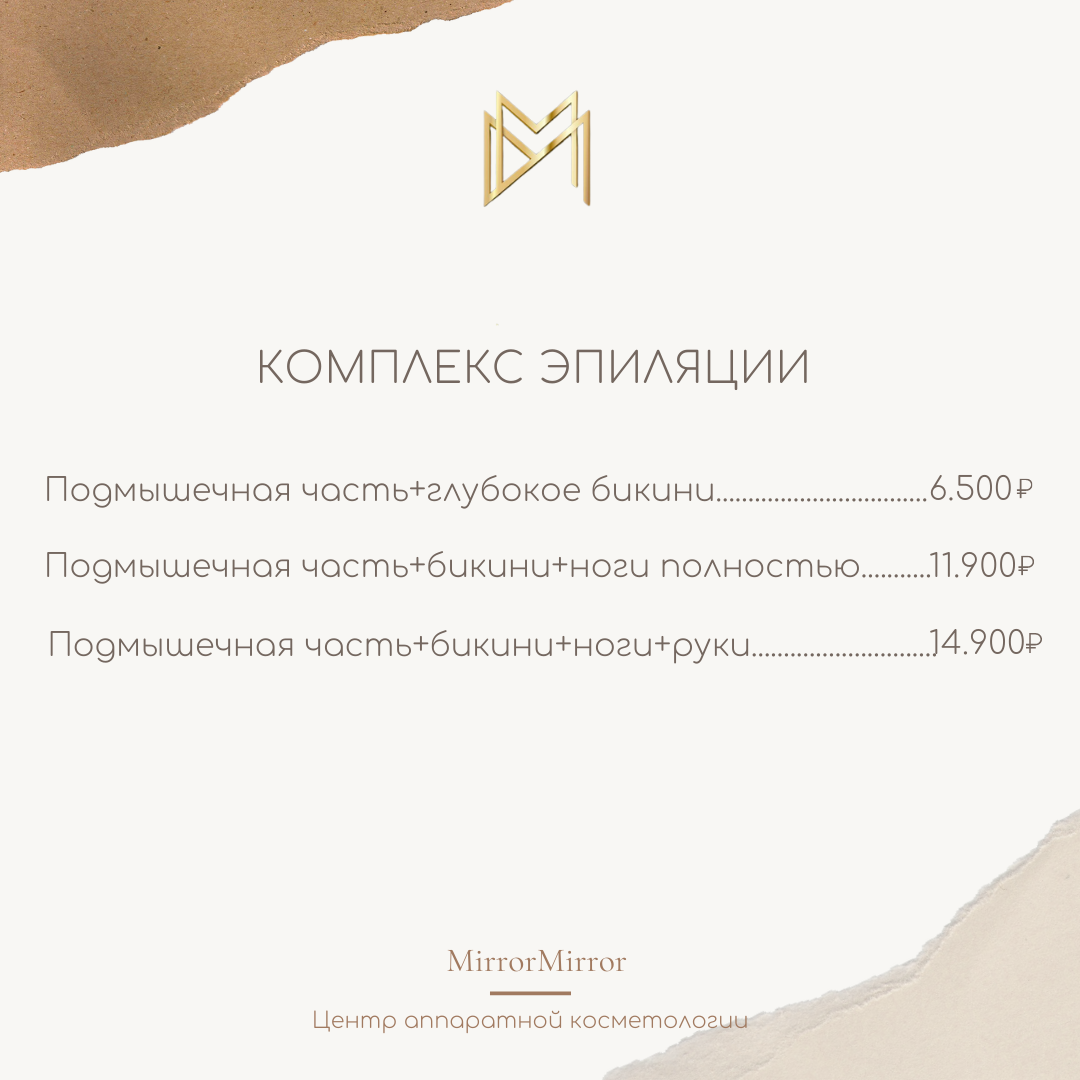 КОМПЛЕКС ЭПИЛЯЦИИ
Подмышечная часть+глубокое бикини.................................6.500₽
Подмышечная часть+бикини+ноги полностью...........11.900₽
Подмышечная часть+бикини+ноги+руки.............................14.900₽
MirrorMirror
Центр аппаратной косметологии